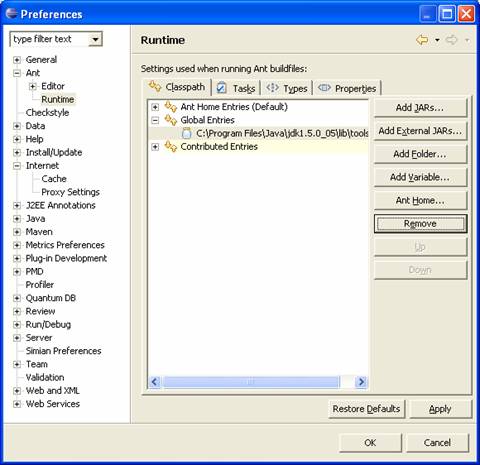 Preferences
type filter text
General
Ant
Editor
Runtime
Checkstyle
Data
Help
Install/Update
Internet
Cache
Proxy Settings
J2EE Annotations
Java
Maven
Metrics Preferences
Plug-in Development
PMD
Profiler
Quantum DB
Review
Run/Debug
Server
Simian Preferences
Team
Validation
Web and XML
Web Services
Runtime
Settings used when running Ant buildfiles:
Classpath Tasks Types Properties
Ant Home Entries (Default)
Global Entries
C:\Program Files\Java\jdk1.5.0_05\lib\tools
Contributed Entries
Add JARs...
Add External JARs...
Add Folder...
Add Variable...
Ant Home...
Remove
Up
Down
Restore Defaults Apply
OK Cancel